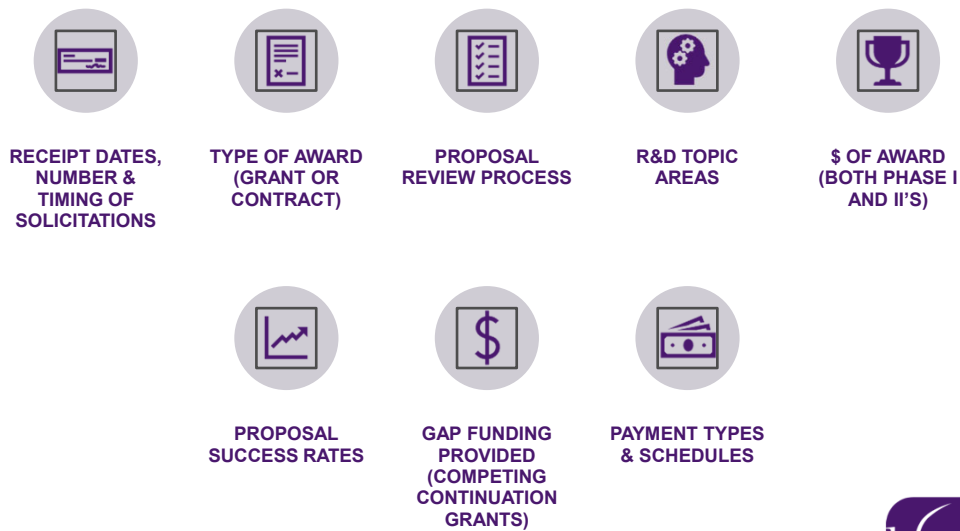 RECEIPT DATES,
NUMBER &
TIMING OF
SOLICITATIONS
TYPE OF AWARD
(GRANT OR
CONTRACT)
PROPOSAL
REVIEW PROCESS
R&D TOPIC
AREAS
$ OF AWARD
(BOTH PHASE I
AND II'S)
PROPOSAL
SUCCESS RATES
$
GAP FUNDING
PROVIDED
(COMPETING
CONTINUATION
GRANTS)
PAYMENT TYPES
& SCHEDULES